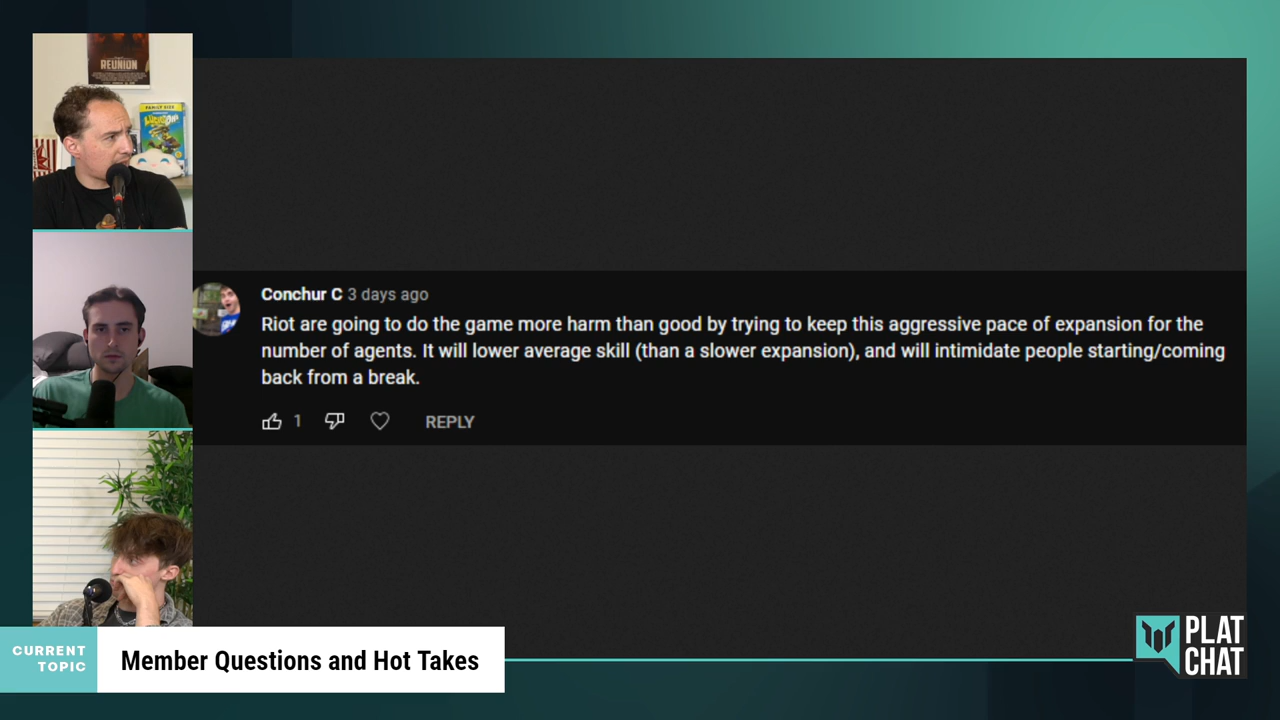 REUNION
FAMILY SIZE
Conchur C 3 days ago
Riot are going to do the game more harm than good by trying to keep this aggressive pace of expansion for the
number of agents. It will lower average skill (than a slower expansion), and will intimidate people starting/coming
back from a break.
1
REPLY
CURRENT
TOPIC
Member Questions and Hot Takes
PLAT
CHAT